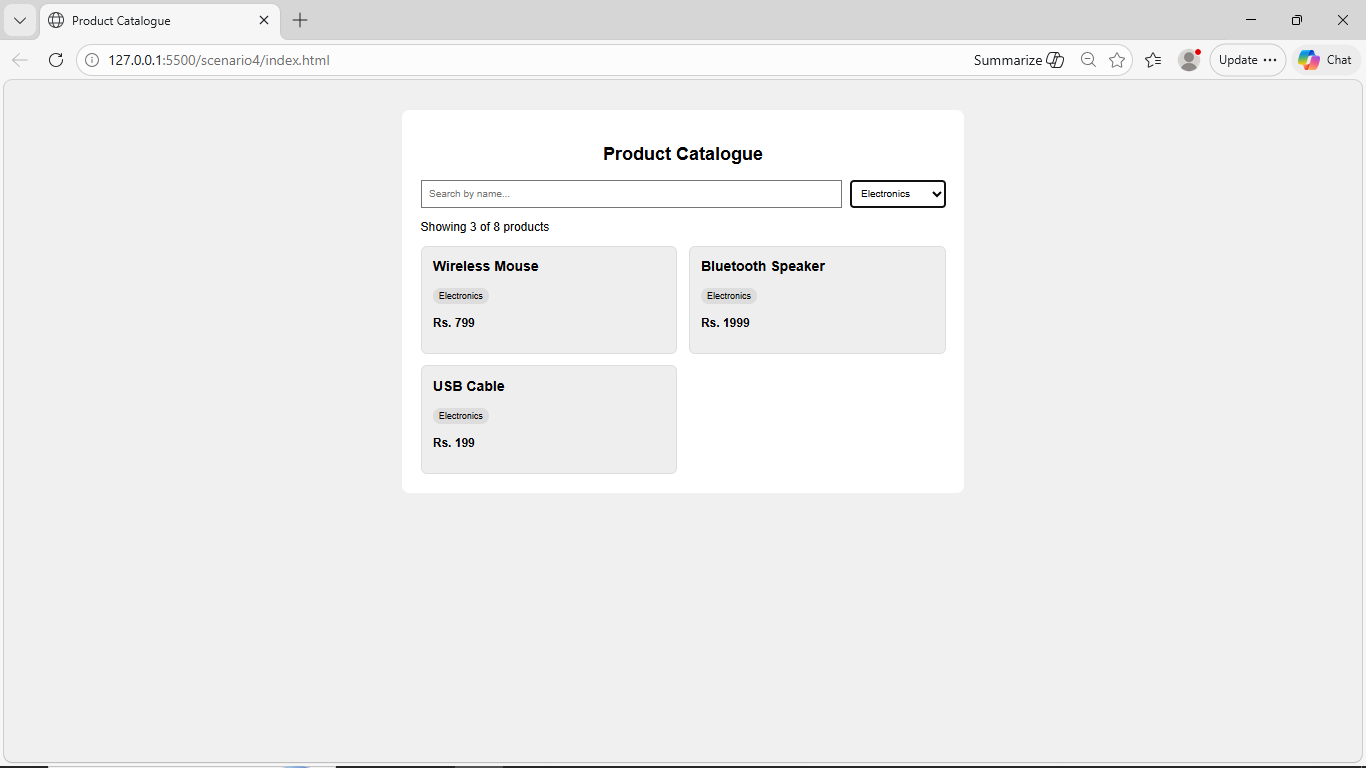 Product Catalogue
127.0.0.1:5500/scenario4/index.html
Summarize
Update
Chat
Product Catalogue
Search by name...
Electronics
Showing 3 of 8 products
Wireless Mouse
Electronics
Rs. 799
Bluetooth Speaker
Electronics
Rs. 1999
USB Cable
Electronics
Rs. 199